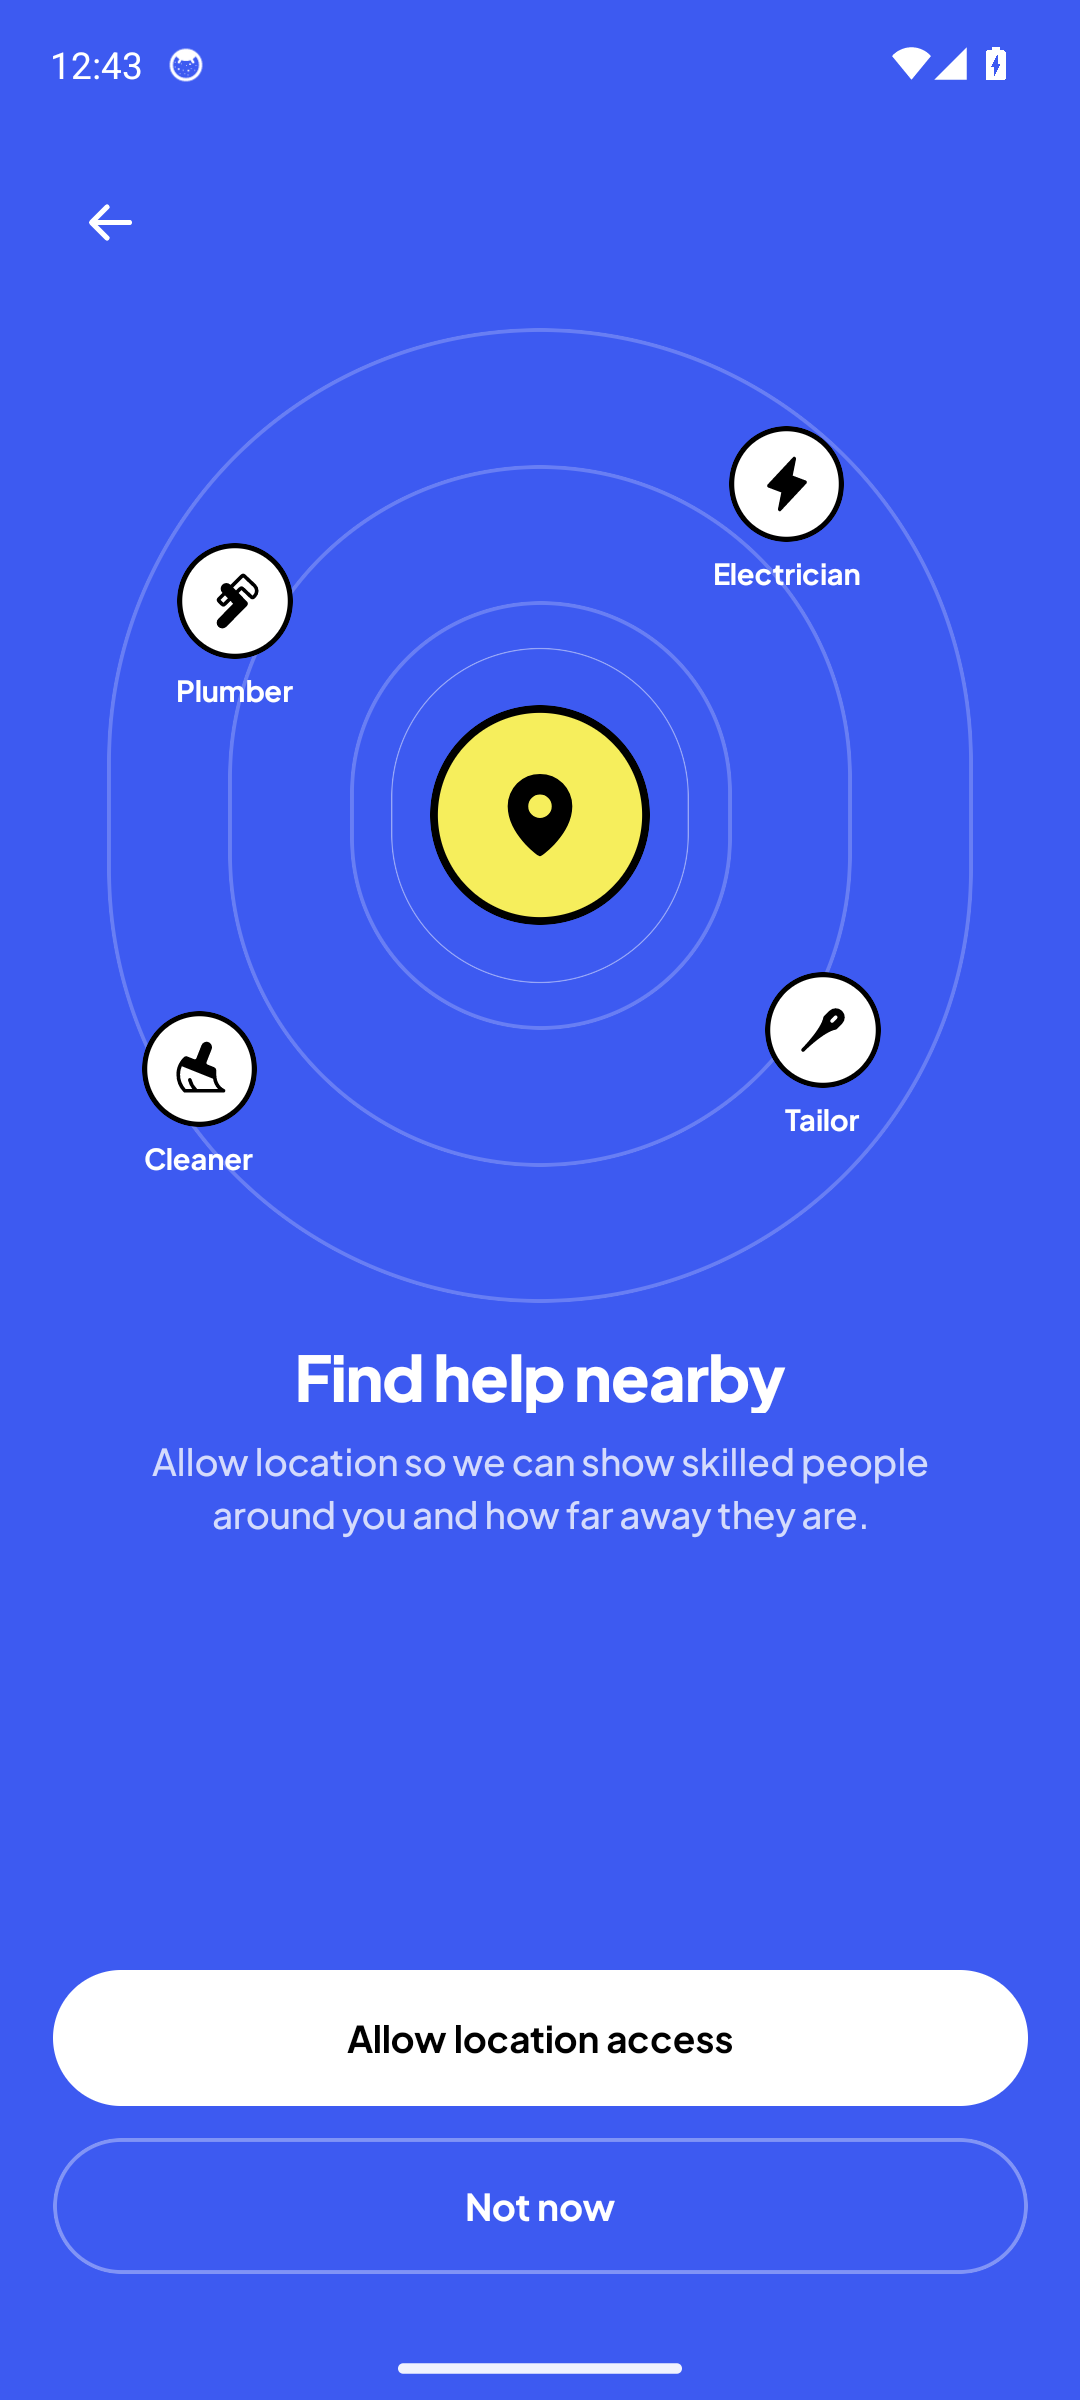 12:43
Electrician
Plumber
Tailor
Cleaner
Find help nearby
Allow location so we can show skilled people
around you and how far away they are.
Allow location access
Not now